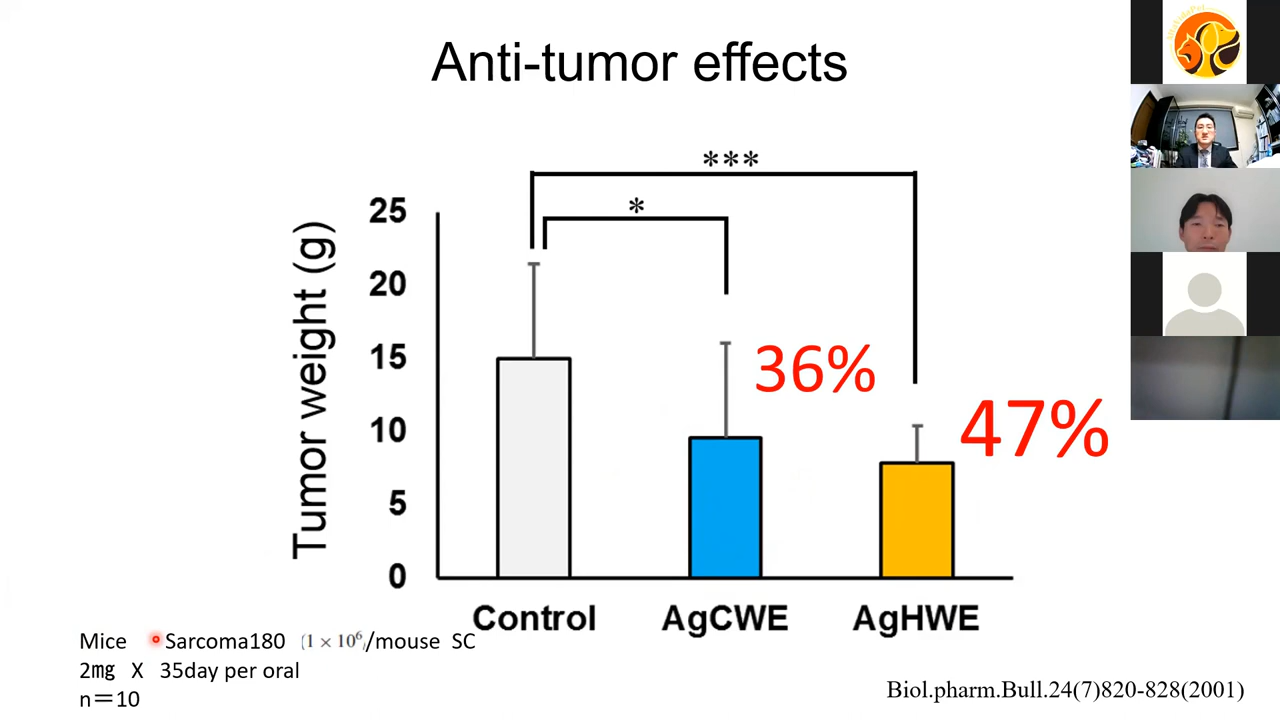 Anti-tumor effects
***
*
Tumor weight (g)
25
20
15
10
5
0
36%
47%
Control
AgCWE
AgHWE
Mice Sarcoma180 (1 × 10⁶)/mouse SC
2㎎ X 35day per oral
n＝10
Biol.pharm.Bull.24(7)820-828(2001)